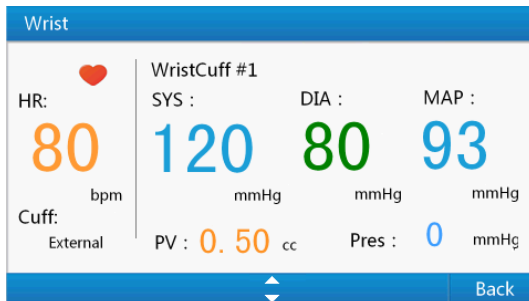 Wrist
WristCuff #1
HR:
SYS : DIA : MAP :
80 120 80 93
bpm mmHg mmHg mmHg
Cuff:
External
PV : 0. 50 cc Pres : 0 mmHg
Back